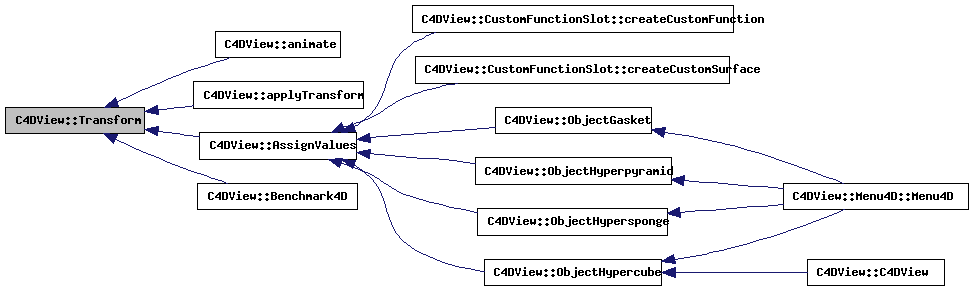 C4DView::CustomFunctionSlot::createCustomFunction
C4DView::animate
C4DView::CustomFunctionSlot::createCustomSurface
C4DView::applyTransform
C4DView::Transform
C4DView::ObjectGasket
C4DView::AssignValues
C4DView::ObjectHyperpyramid
C4DView::Benchmark4D
C4DView::Menu4D::Menu4D
C4DView::ObjectHypersponge
C4DView::ObjectHypercube
C4DView::C4DView